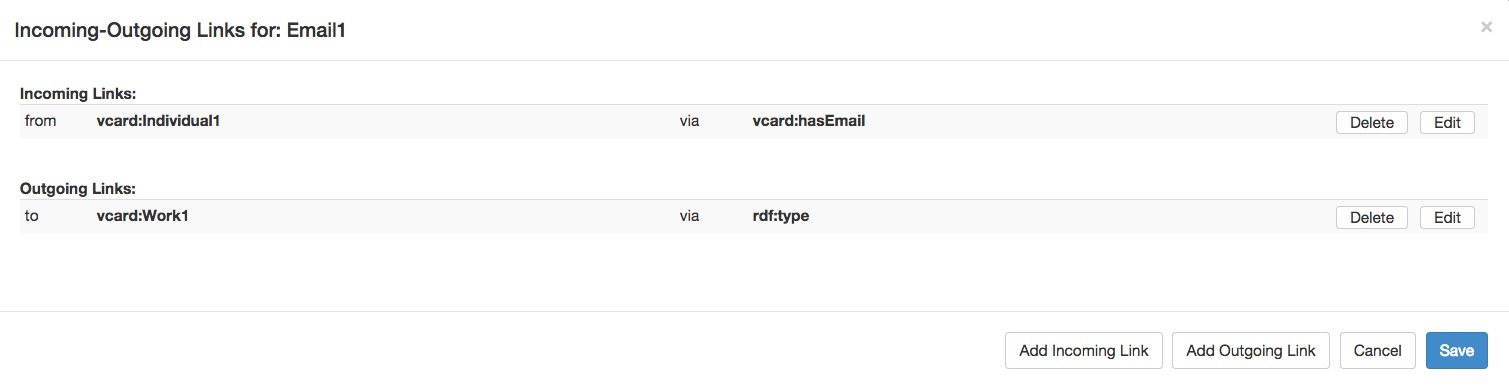 Incoming-Outgoing Links for: Email1
×
Incoming Links:
from vcard:Individual1 via vcard:hasEmail Delete Edit
Outgoing Links:
to vcard:Work1 via rdf:type Delete Edit
Add Incoming Link Add Outgoing Link Cancel Save